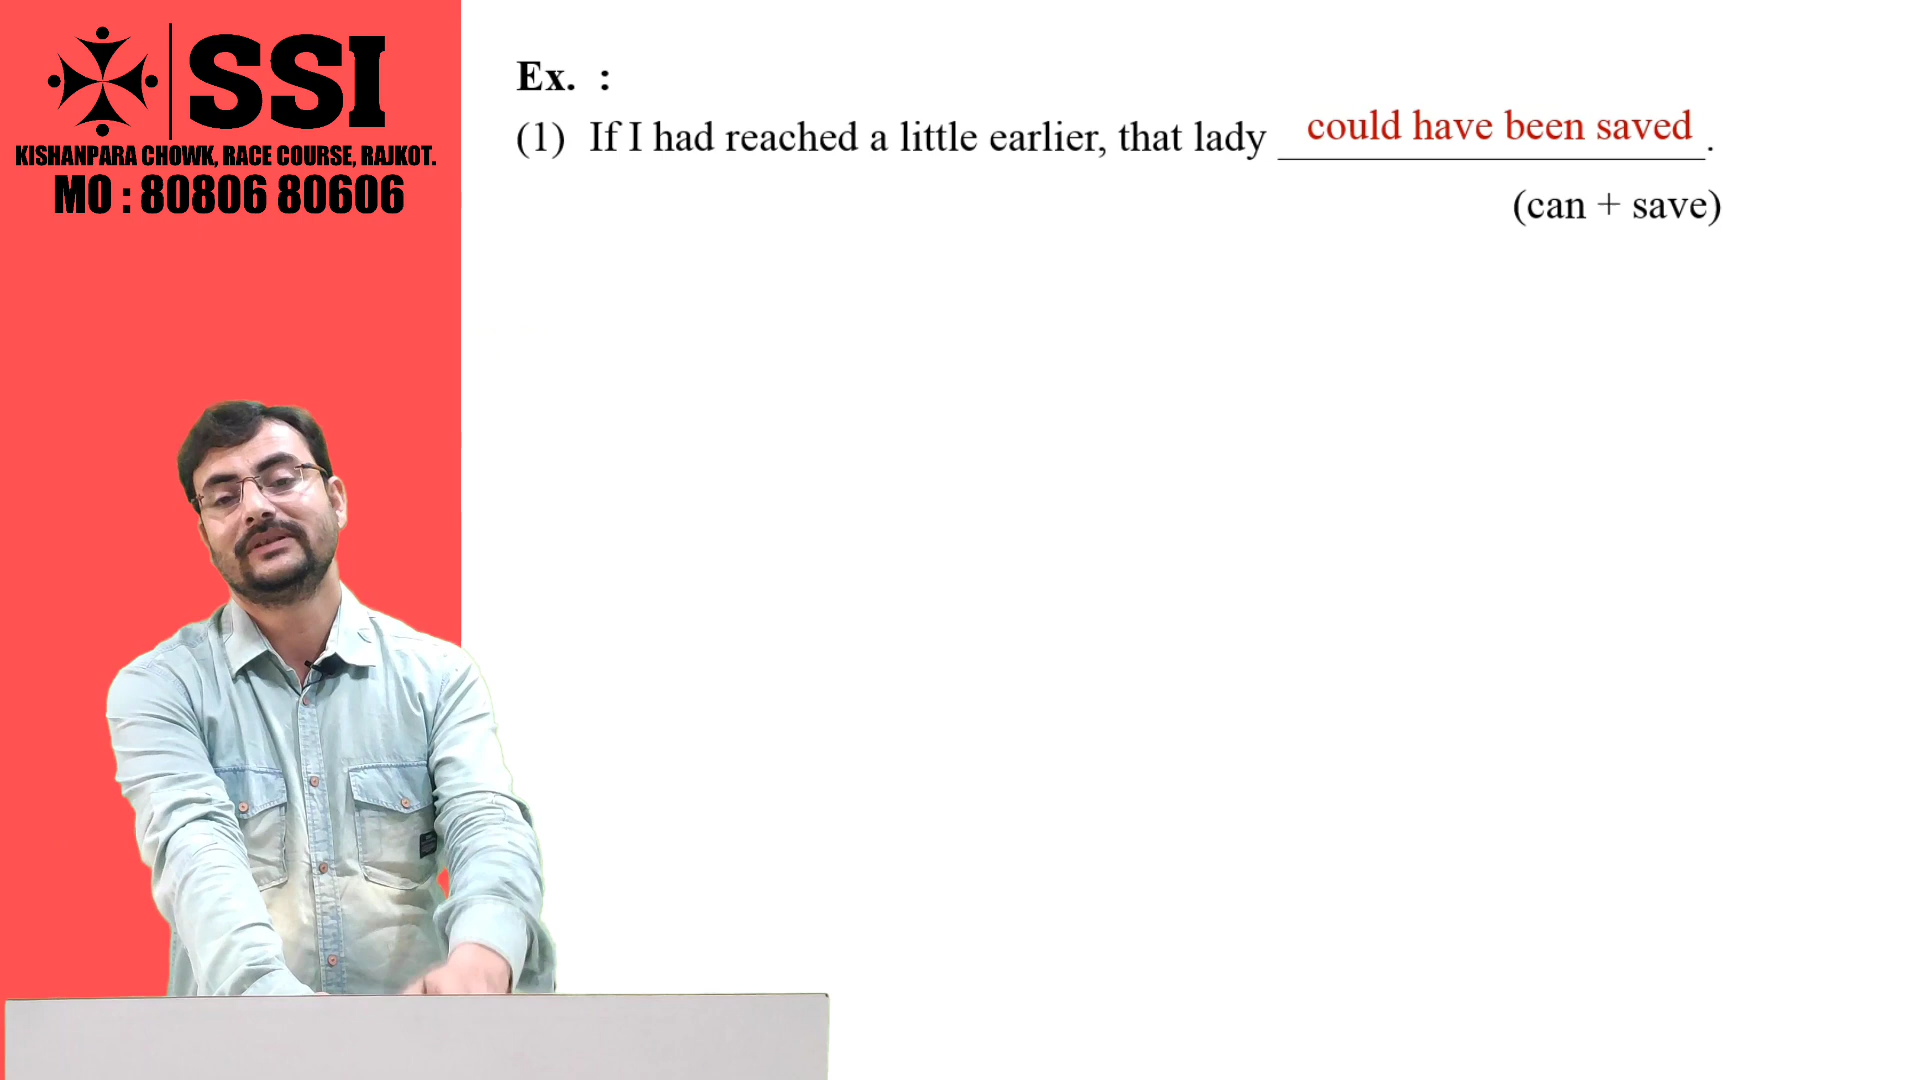 SSI
KISHANPARA CHOWK, RACE COURSE, RAJKOT.
MO : 80806 80606
Ex. :
(1) If I had reached a little earlier, that lady could have been saved.
(can + save)